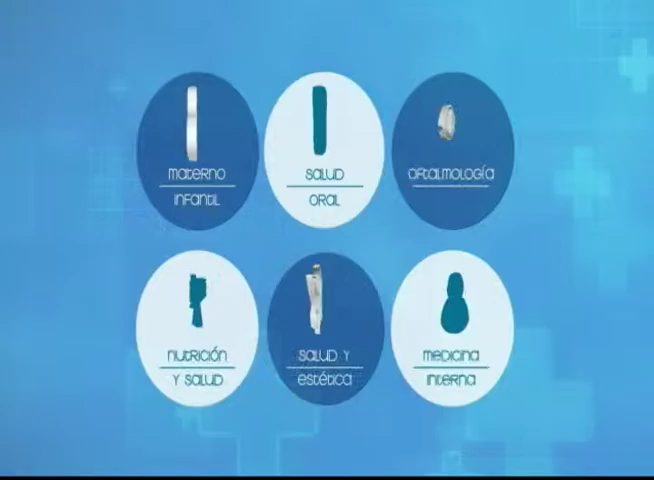 materno
infantil
salud
oral
oftalmología
nutrición
y salud
salud y
estética
medicina
interna